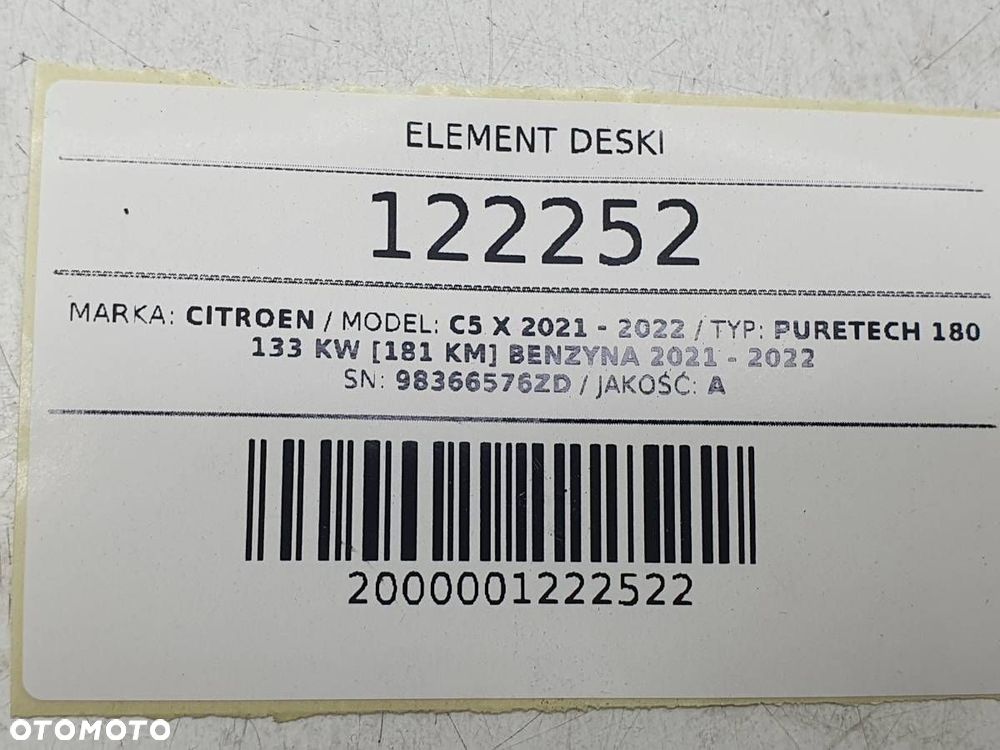 ELEMENT DESKI
122252
MARKA: CITROEN / MODEL: C5 X 2021 - 2022 / TYP: PURETECH 180
133 KW [181 KM] BENZYNA 2021 - 2022
SN: 98366576ZD / JAKOŚĆ: A
2000001222522
OTOMOTO